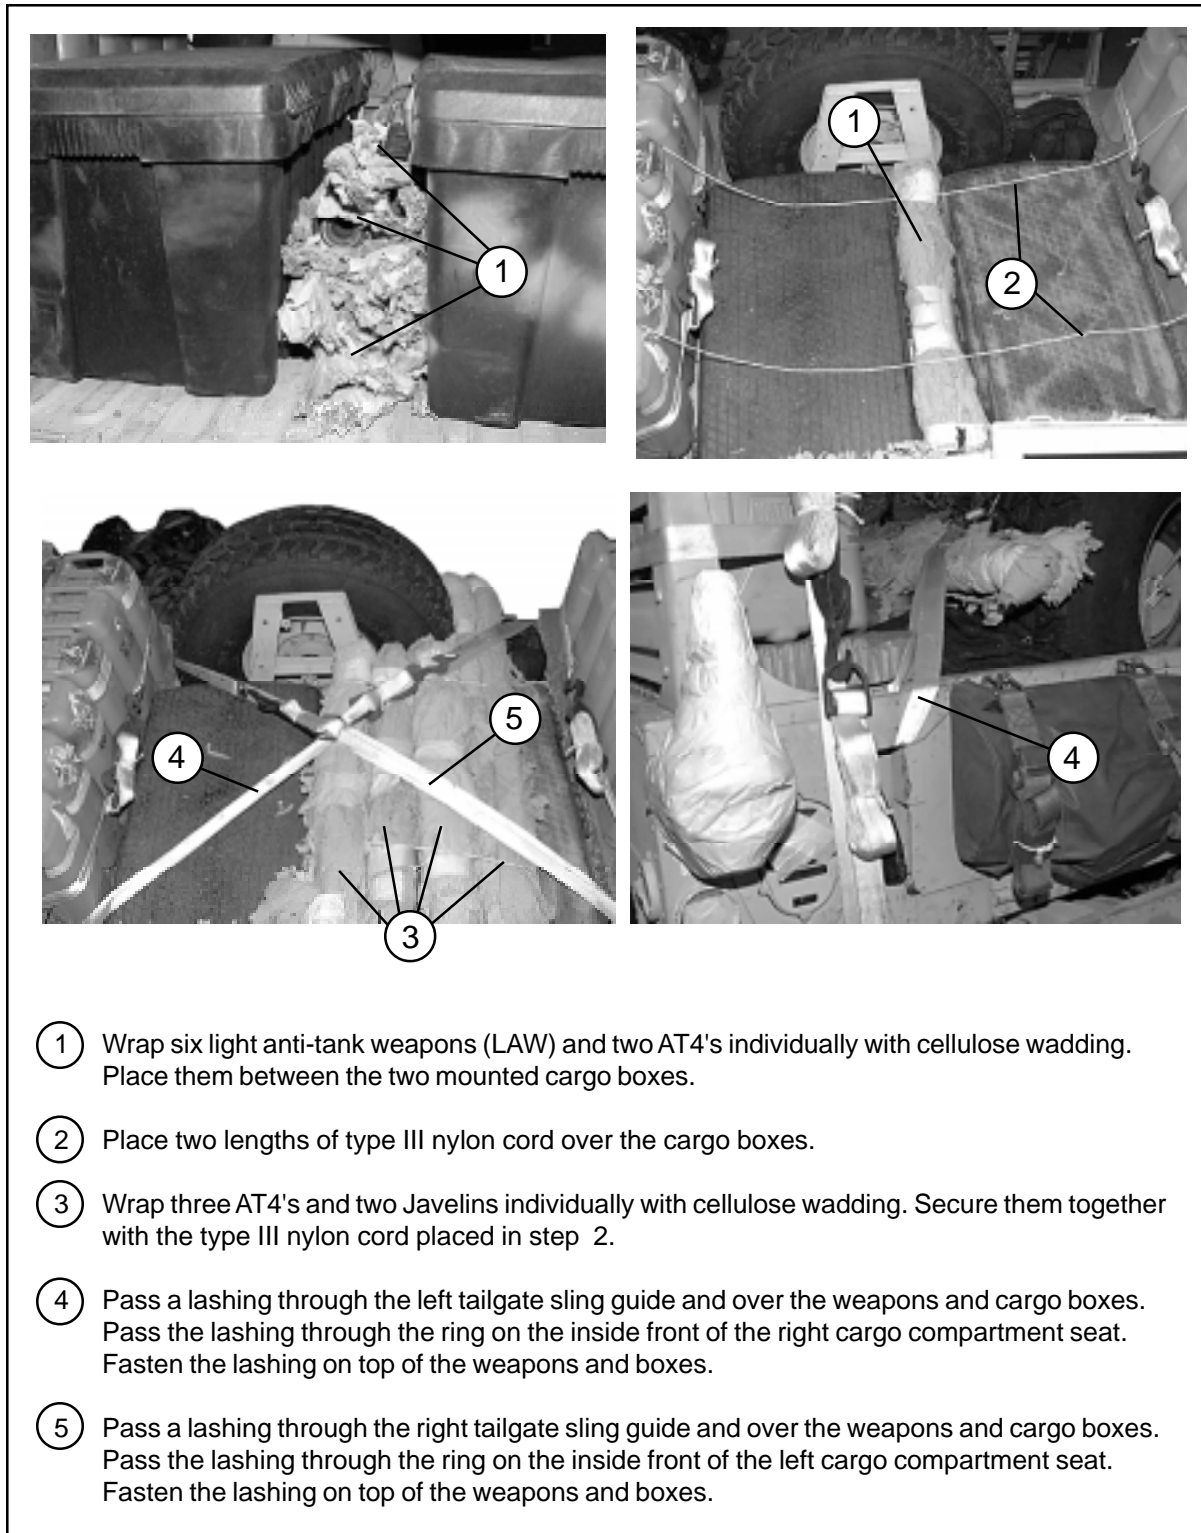 1
1
2
4
5
3
4
1 Wrap six light anti-tank weapons (LAW) and two AT4's individually with cellulose wadding.
Place them between the two mounted cargo boxes.
2 Place two lengths of type III nylon cord over the cargo boxes.
3 Wrap three AT4's and two Javelins individually with cellulose wadding. Secure them together
with the type III nylon cord placed in step 2.
4 Pass a lashing through the left tailgate sling guide and over the weapons and cargo boxes.
Pass the lashing through the ring on the inside front of the right cargo compartment seat.
Fasten the lashing on top of the weapons and boxes.
5 Pass a lashing through the right tailgate sling guide and over the weapons and cargo boxes.
Pass the lashing through the ring on the inside front of the left cargo compartment seat.
Fasten the lashing on top of the weapons and boxes.